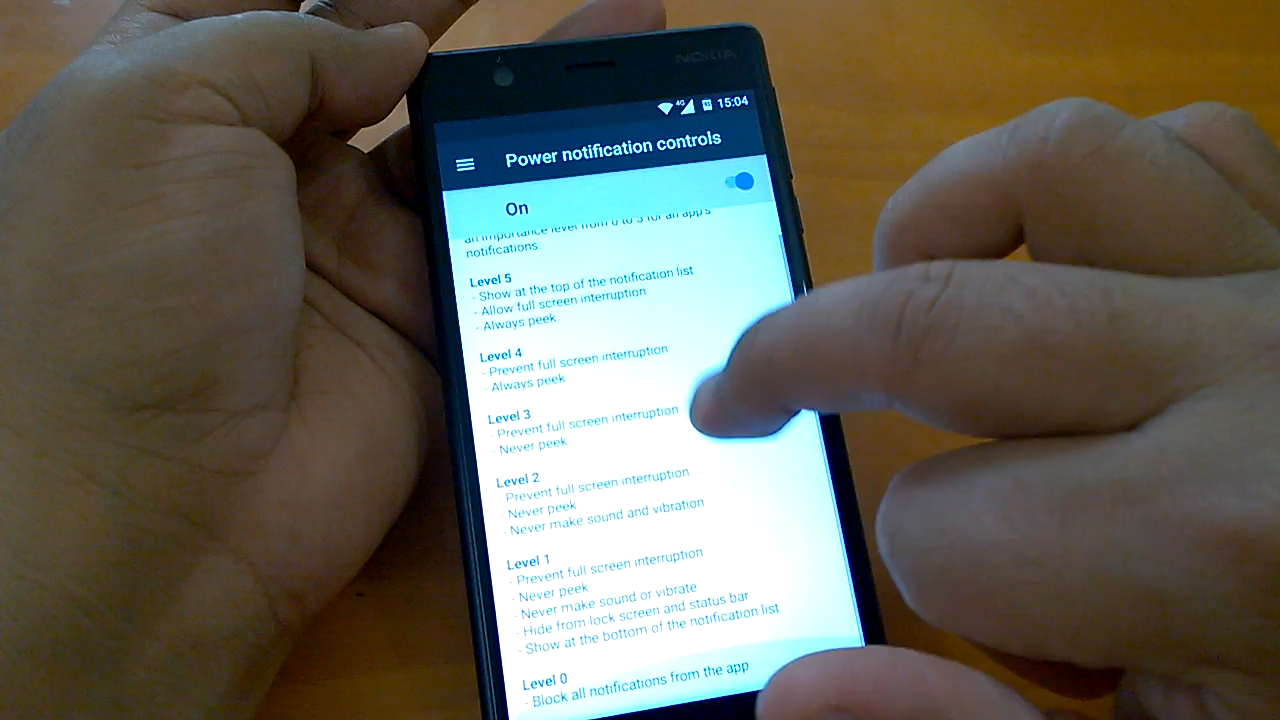 NOKIA
4G 15:04
Power notification controls
On
an importance level from 0 to 5 for an app's
notifications.
Level 5
- Show at the top of the notification list
- Allow full screen interruption
- Always peek
Level 4
- Prevent full screen interruption
- Always peek
Level 3
- Prevent full screen interruption
- Never peek
Level 2
- Prevent full screen interruption
- Never peek
- Never make sound and vibration
Level 1
- Prevent full screen interruption
- Never peek
- Never make sound or vibrate
- Hide from lock screen and status bar
- Show at the bottom of the notification list
Level 0
- Block all notifications from the app